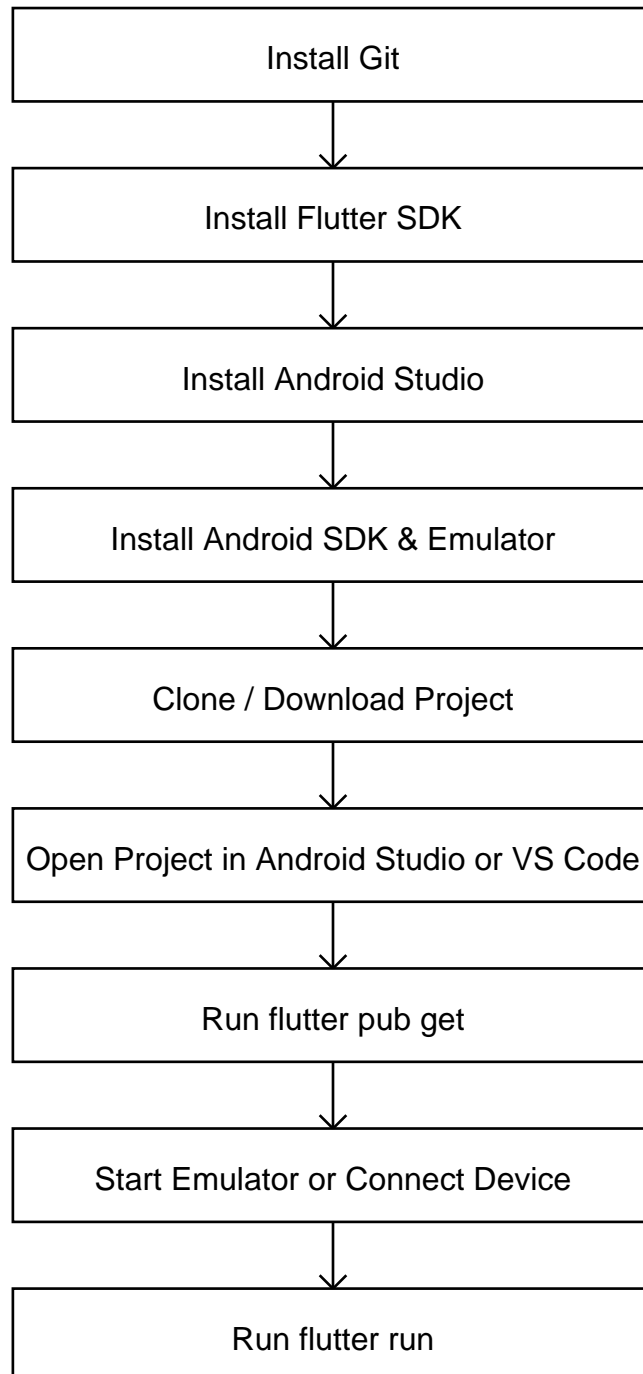 Install Git
Install Flutter SDK
Install Android Studio
Install Android SDK & Emulator
Clone / Download Project
Open Project in Android Studio or VS Code
Run flutter pub get
Start Emulator or Connect Device
Run flutter run